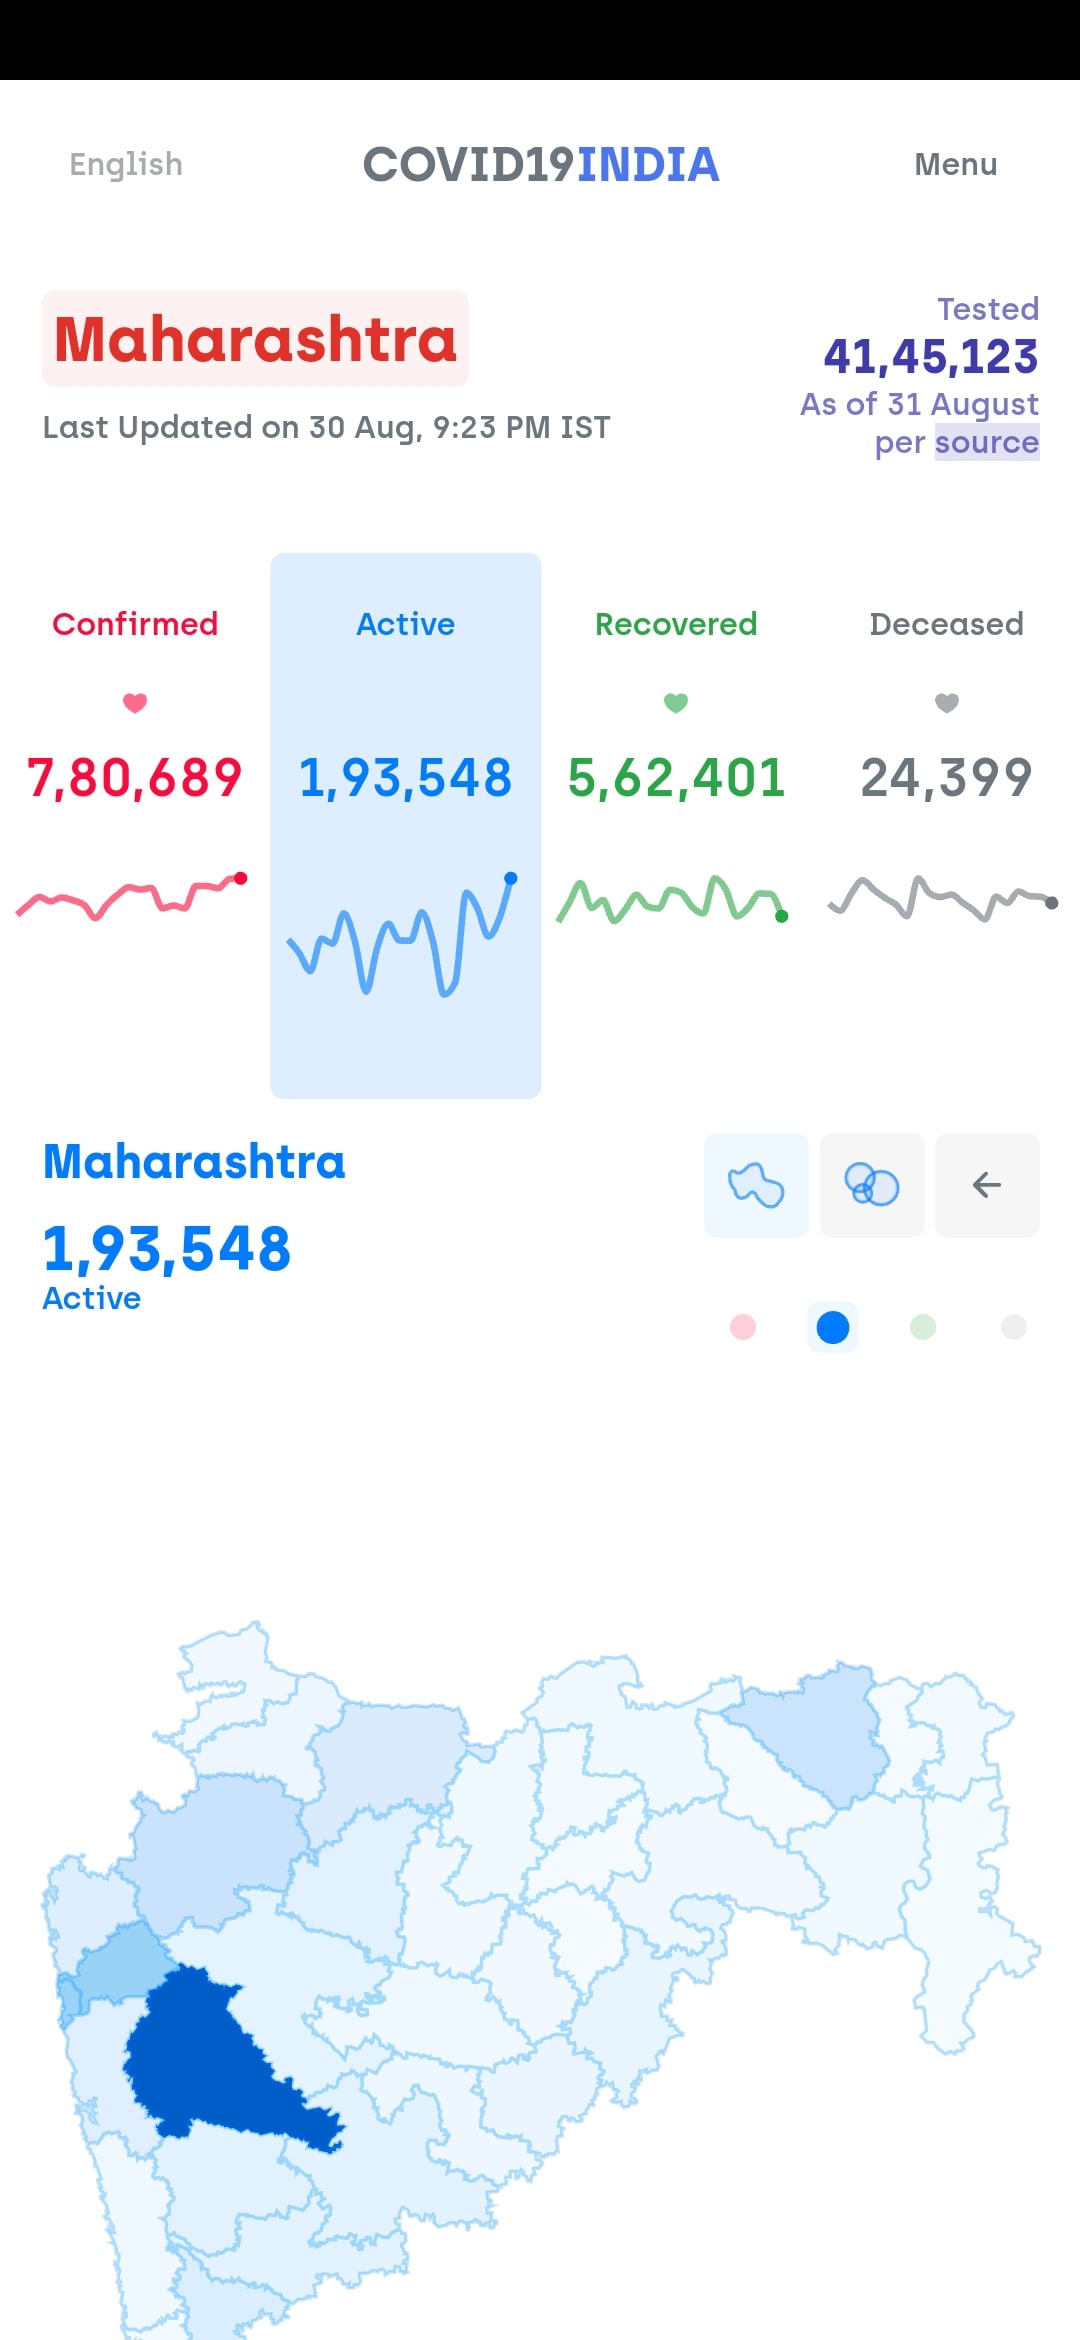 English
COVID19INDIA
Menu
Maharashtra
Last Updated on 30 Aug, 9:23 PM IST
Tested
41,45,123
As of 31 August
per source
Confirmed
Active
Recovered
Deceased
7,80,689
1,93,548
5,62,401
24,399
Maharashtra
1,93,548
Active